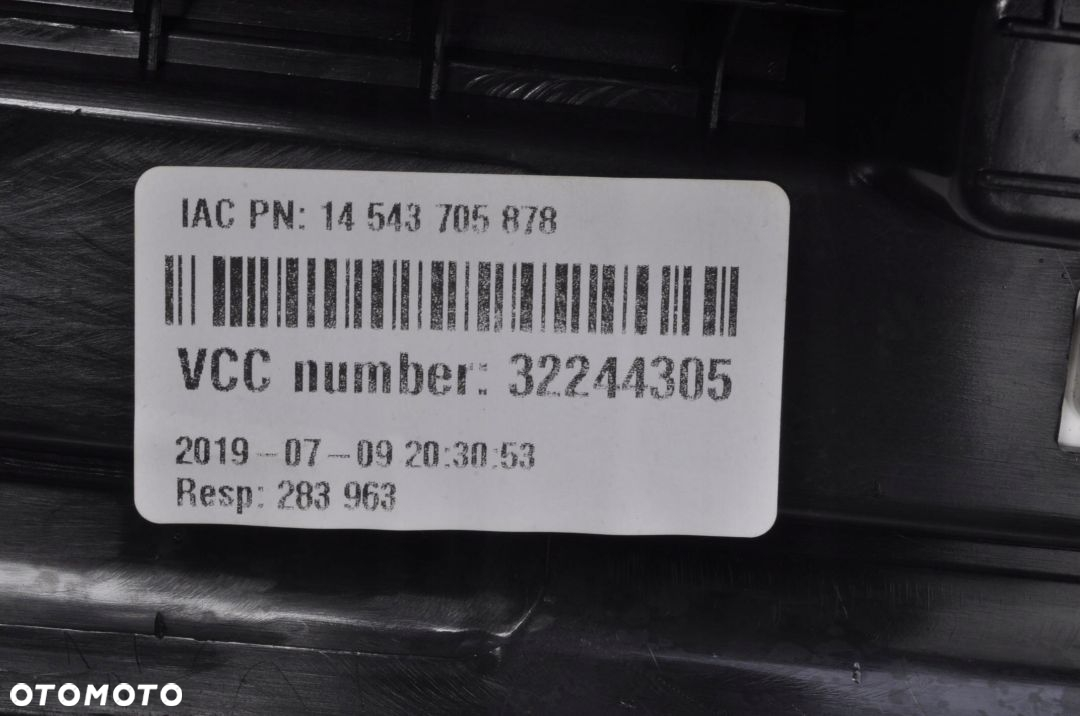 IAC PN: 14 543 705 878
VCC number: 32244305
2019-07-09 20:30:53
Resp: 283 963
OTOMOTO